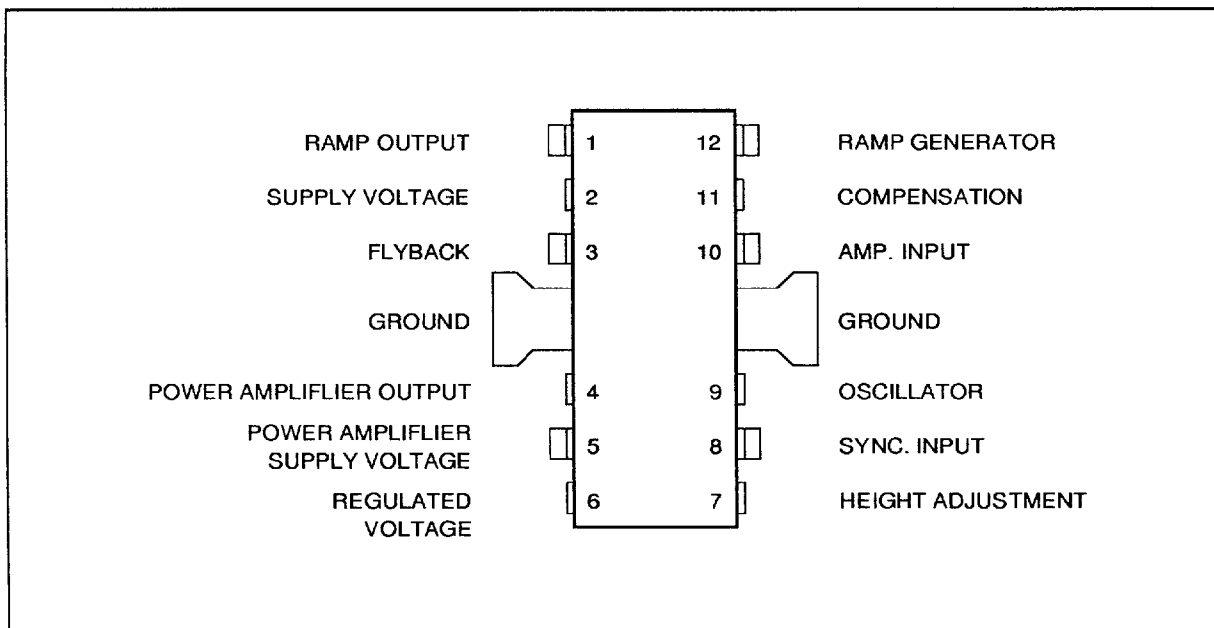 RAMP OUTPUT 1 12 RAMP GENERATOR
SUPPLY VOLTAGE 2 11 COMPENSATION
FLYBACK 3 10 AMP. INPUT
GROUND GROUND
POWER AMPLIFLIER OUTPUT 4 9 OSCILLATOR
POWER AMPLIFLIER
SUPPLY VOLTAGE 5 8 SYNC. INPUT
REGULATED
VOLTAGE 6 7 HEIGHT ADJUSTMENT